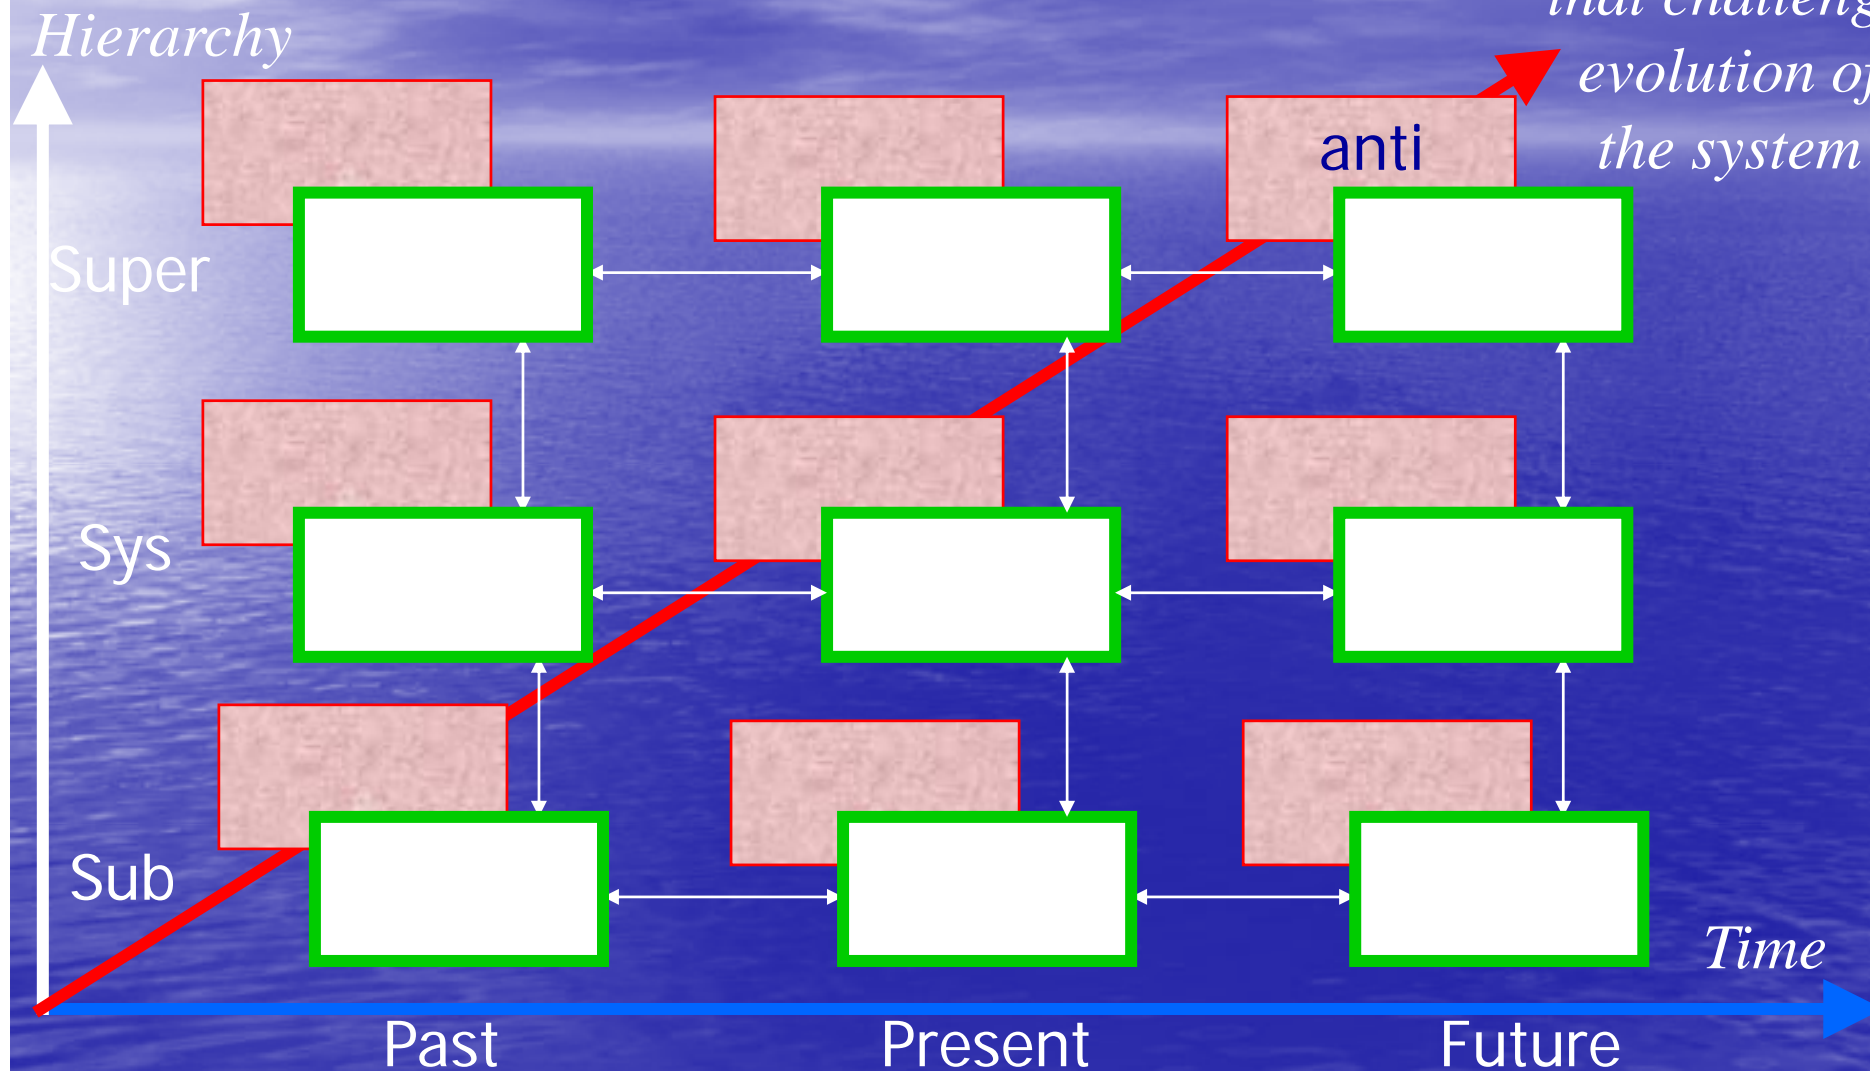 Hierarchy
evolution of
the system
anti
Super
Sys
Sub
Time
Past
Present
Future